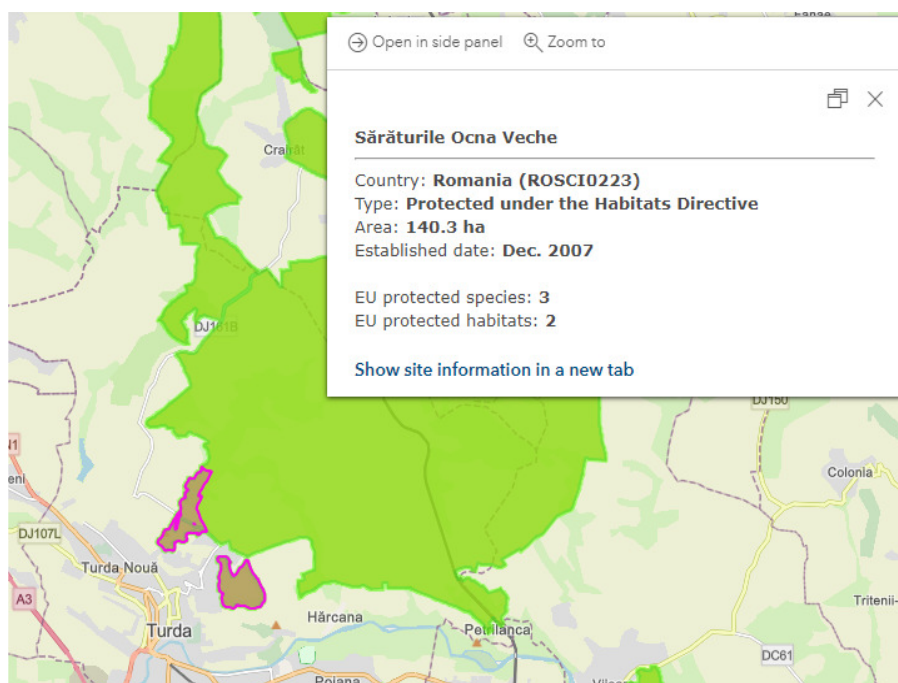 Open in side panel
Zoom to
Sărăturile Ocna Veche
Country: Romania (ROSCI0223)
Type: Protected under the Habitats Directive
Area: 140.3 ha
Established date: Dec. 2007
EU protected species: 3
EU protected habitats: 2
Show site information in a new tab
DJ161B
DJ150
Colonia
DJ107L
Turda Nouă
A3
Hărcana
Tritenii-
Turda
Petrilanca
DC61
Poiana